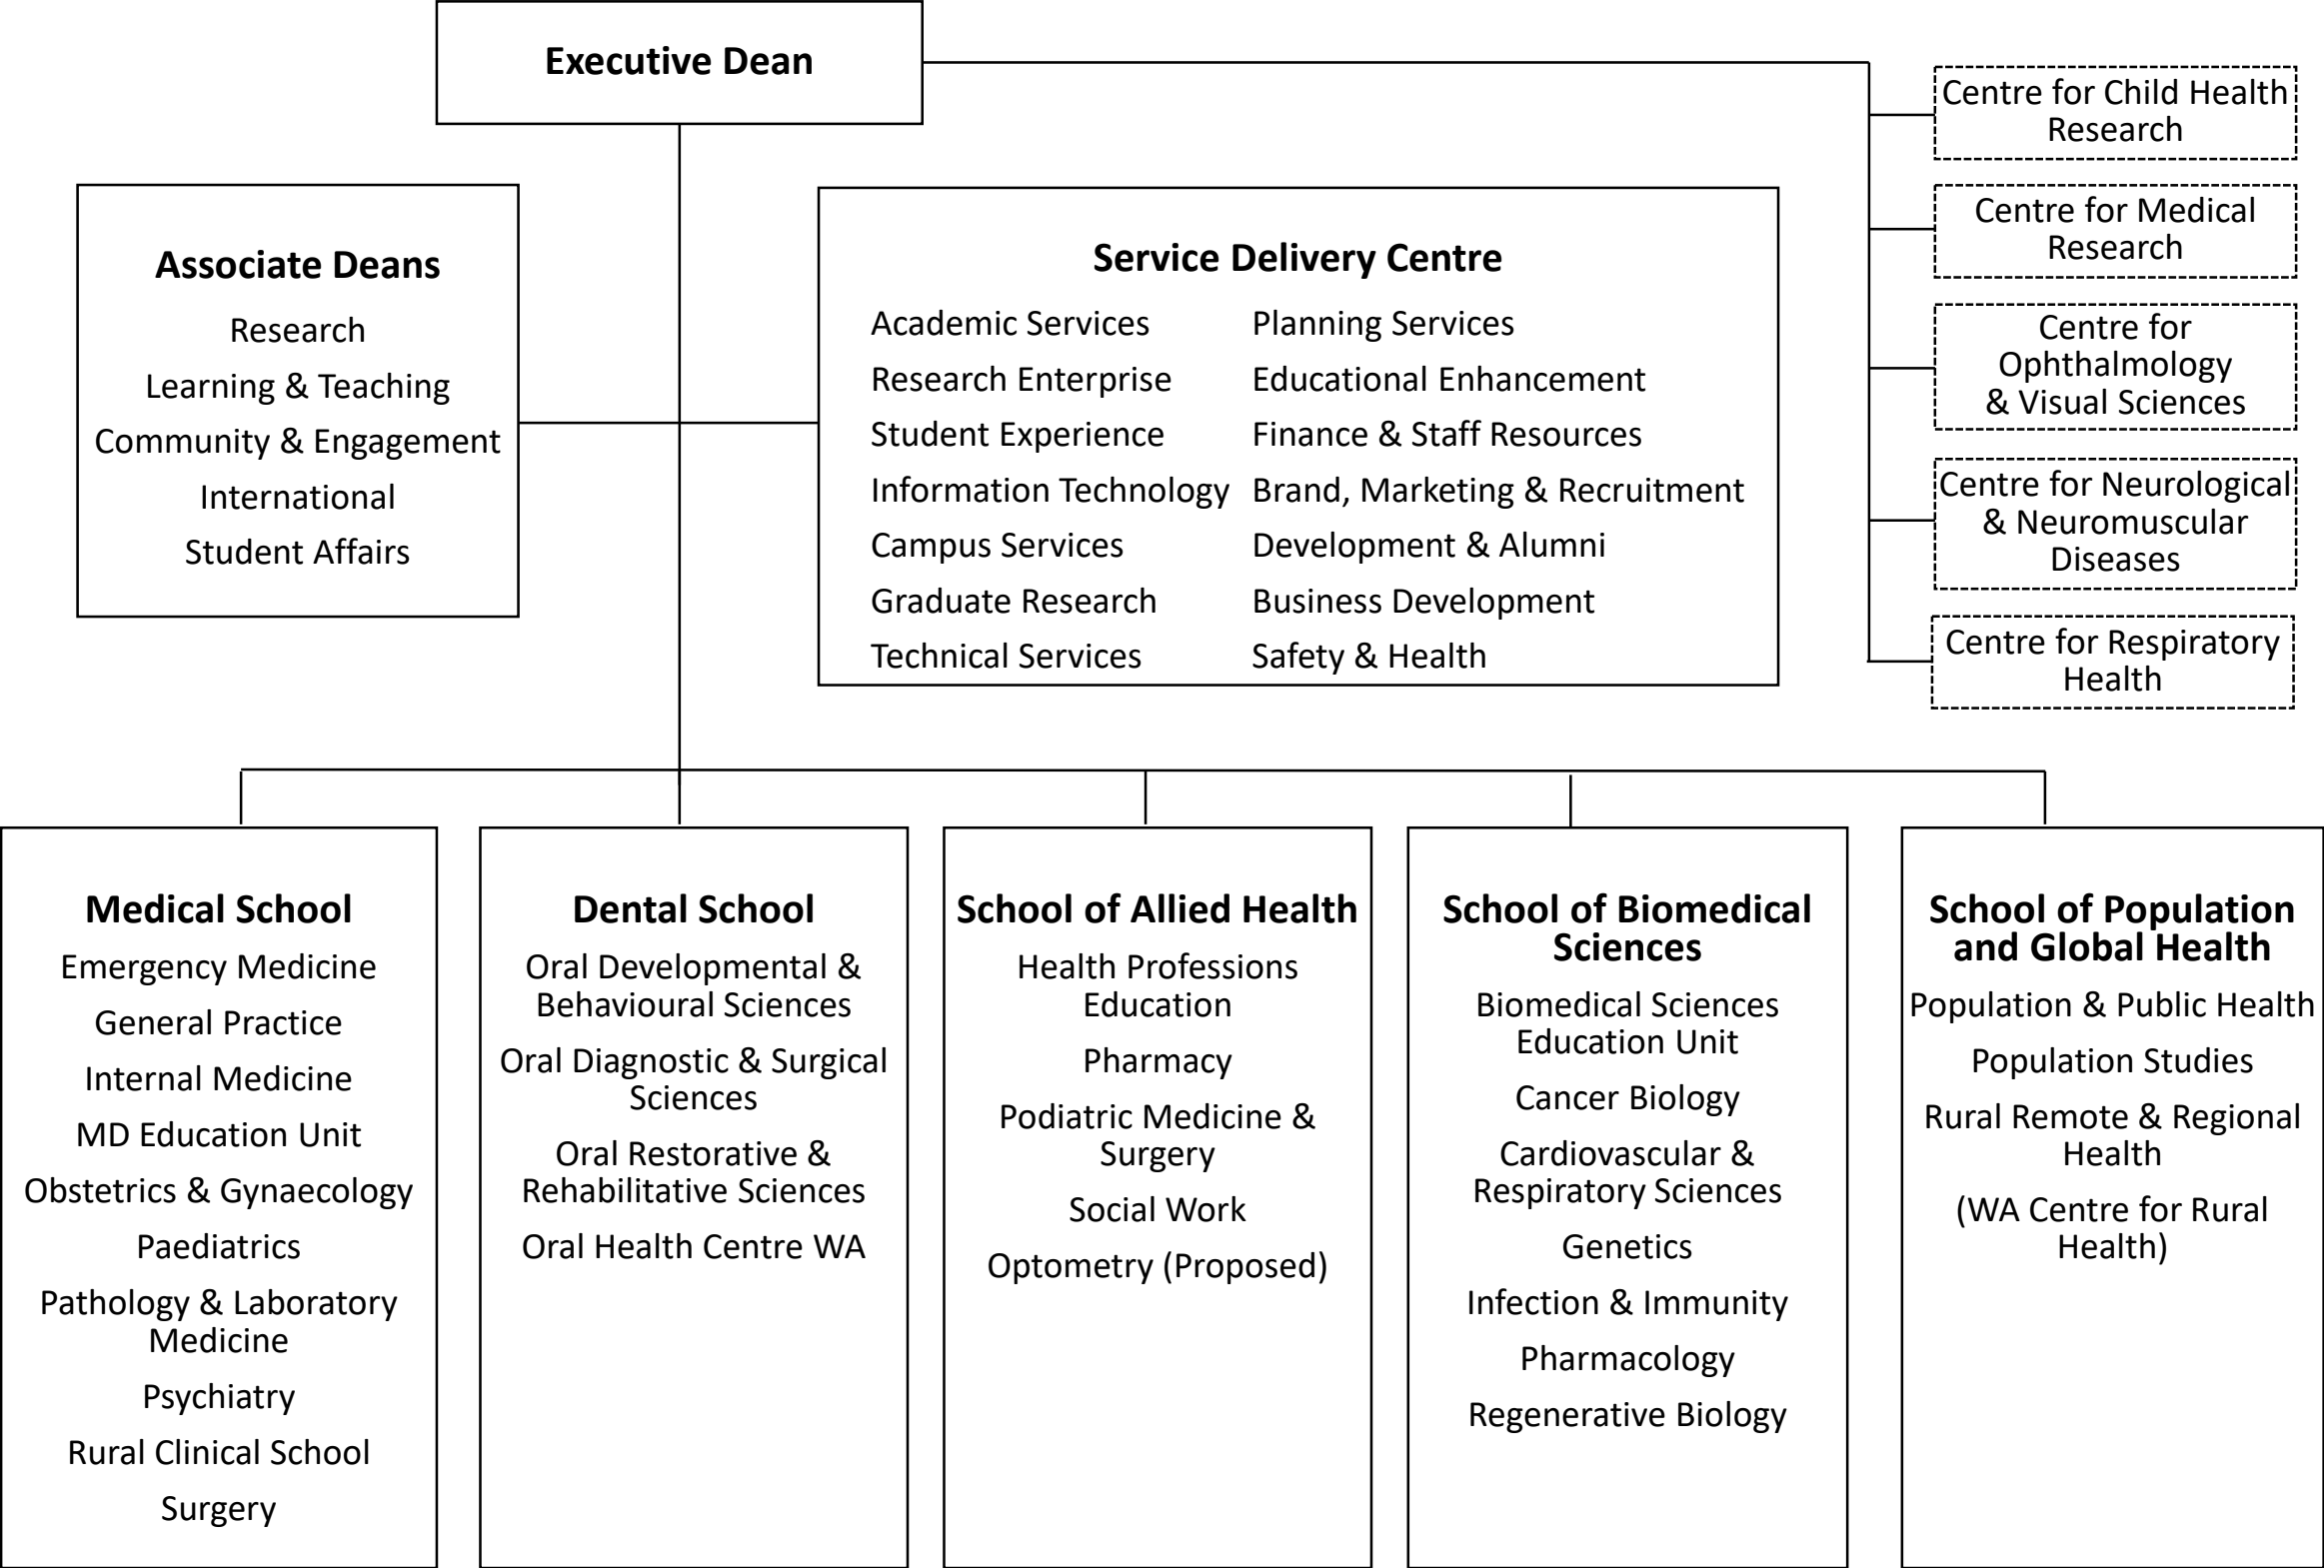 Executive Dean
Centre for Child Health
Research
Centre for Medical
Research
Centre for
Ophthalmology
& Visual Sciences
Centre for Neurological
& Neuromuscular
Diseases
Centre for Respiratory
Health
Associate Deans
Research
Learning & Teaching
Community & Engagement
International
Student Affairs
Service Delivery Centre
Academic Services
Research Enterprise
Student Experience
Information Technology
Campus Services
Graduate Research
Technical Services
Planning Services
Educational Enhancement
Finance & Staff Resources
Brand, Marketing & Recruitment
Development & Alumni
Business Development
Safety & Health
Medical School
Emergency Medicine
General Practice
Internal Medicine
MD Education Unit
Obstetrics & Gynaecology
Paediatrics
Pathology & Laboratory
Medicine
Psychiatry
Rural Clinical School
Surgery
Dental School
Oral Developmental &
Behavioural Sciences
Oral Diagnostic & Surgical
Sciences
Oral Restorative &
Rehabilitative Sciences
Oral Health Centre WA
School of Allied Health
Health Professions
Education
Pharmacy
Podiatric Medicine &
Surgery
Social Work
Optometry (Proposed)
School of Biomedical
Sciences
Biomedical Sciences
Education Unit
Cancer Biology
Cardiovascular &
Respiratory Sciences
Genetics
Infection & Immunity
Pharmacology
Regenerative Biology
School of Population
and Global Health
Population & Public Health
Population Studies
Rural Remote & Regional
Health
(WA Centre for Rural
Health)